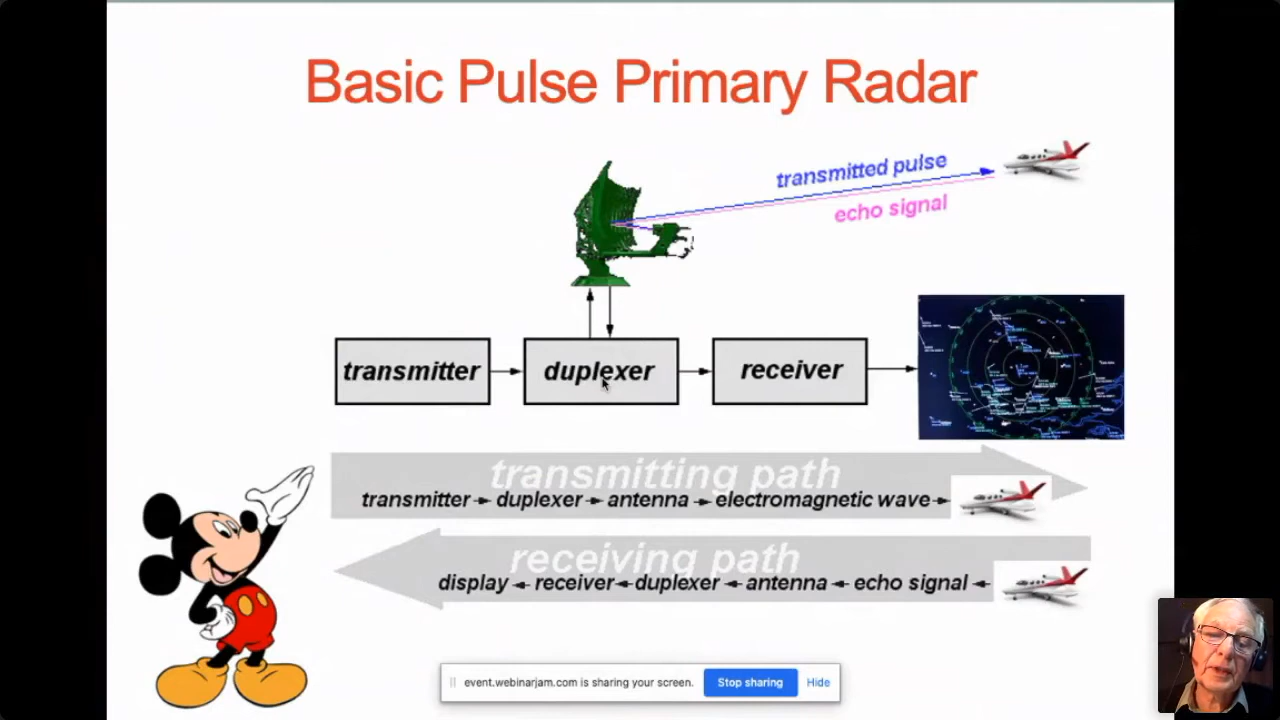 Basic Pulse Primary Radar
transmitted pulse
echo signal
transmitter
duplexer
receiver
transmitting path
transmitter duplexer antenna electromagnetic wave
receiving path
display receiver duplexer antenna echo signal
event.webinarjam.com is sharing your screen. Stop sharing Hide